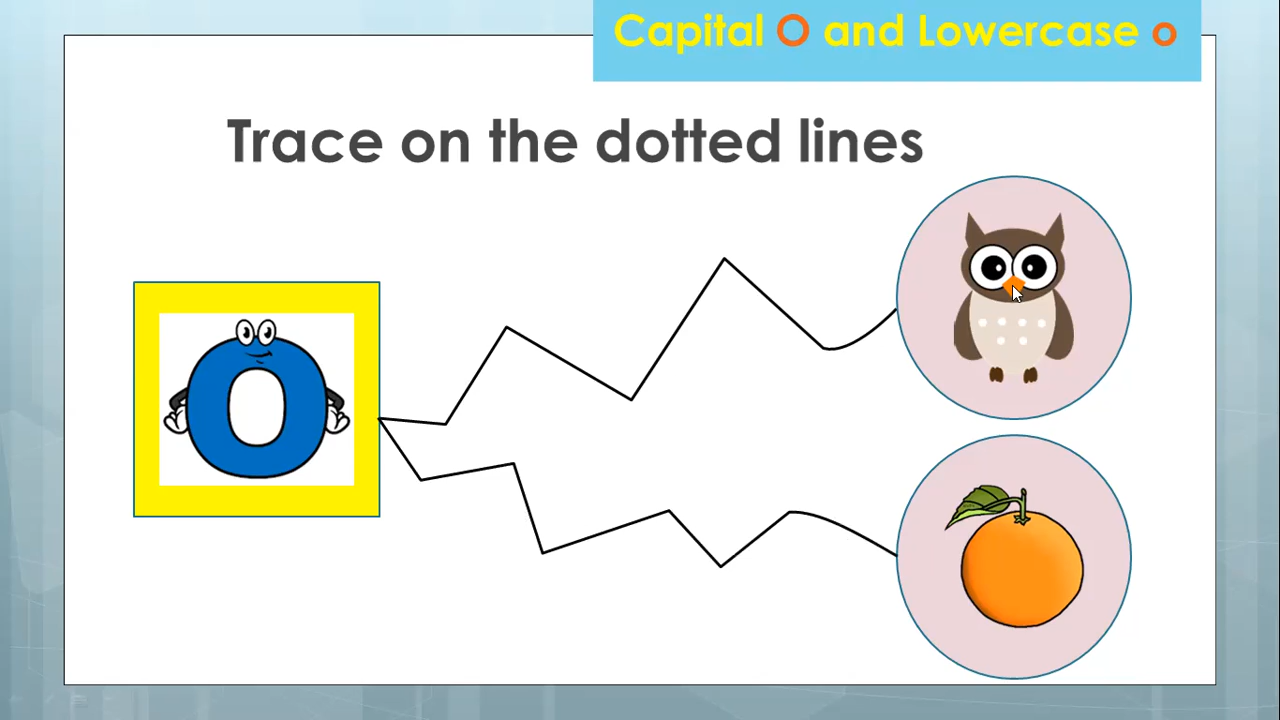 Capital O and Lowercase o
Trace on the dotted lines
O